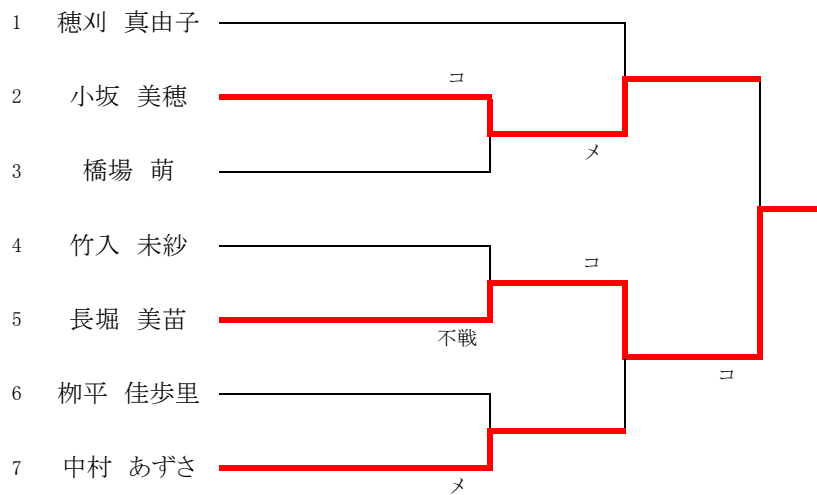 1 穂刈 真由子
コ
2 小坂 美穂
メ
3 橋場 萌
4 竹入 未紗
コ
5 長堀 美苗
不戦
コ
6 栁平 佳歩里
7 中村 あずさ
メ